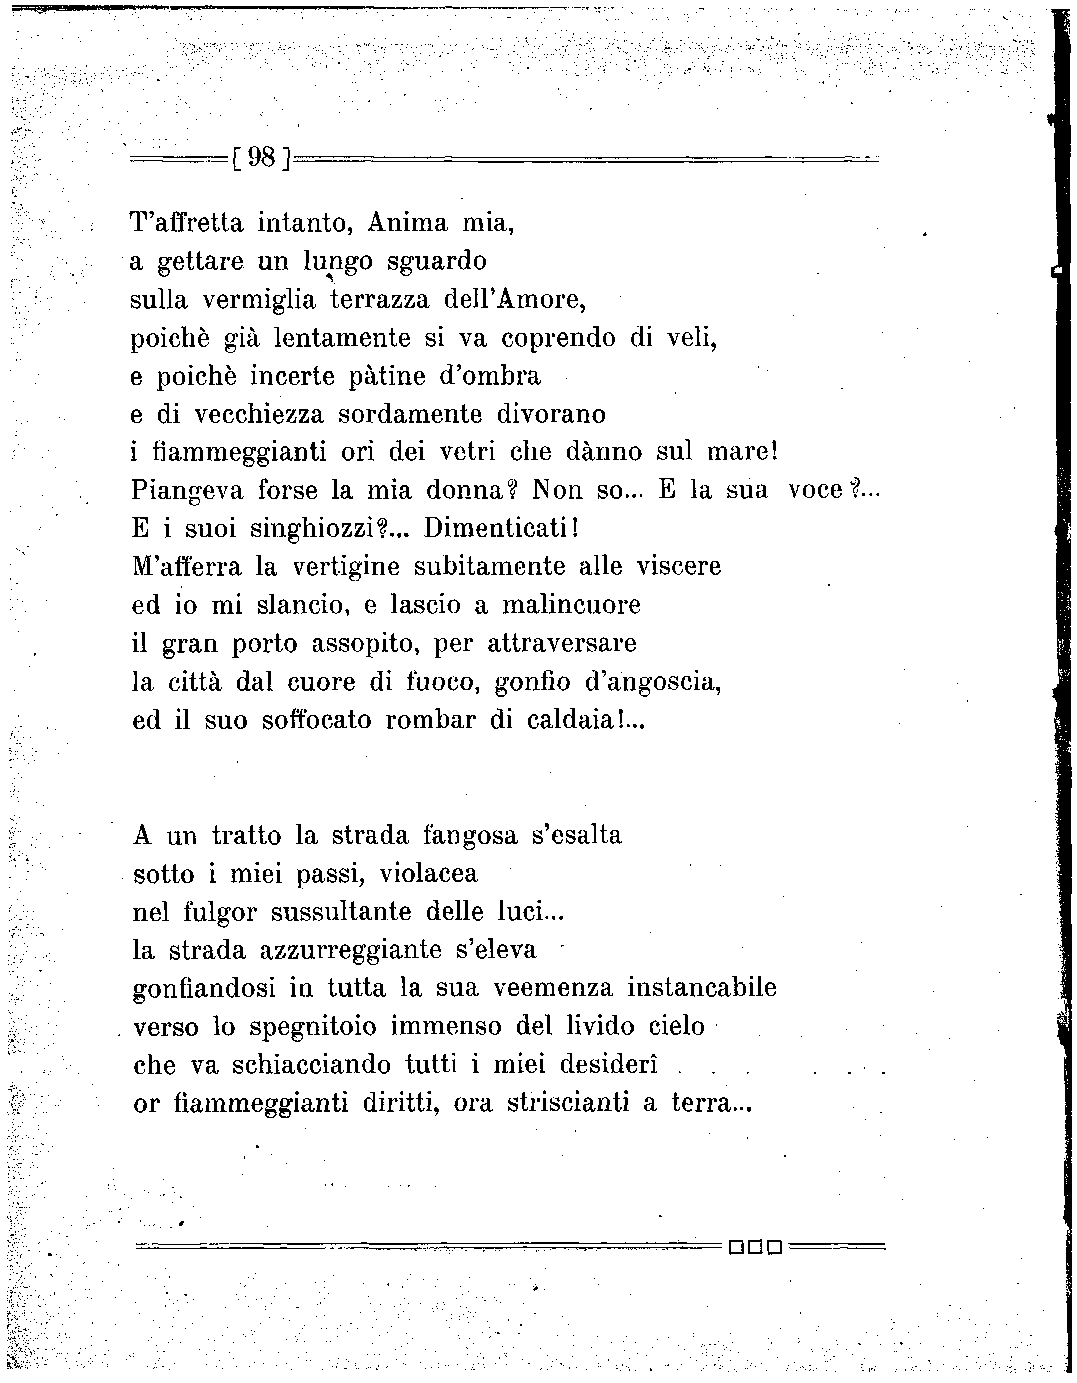 [ 98 ]
T'affretta intanto, Anima mia,
a gettare un lungo sguardo
sulla vermiglia terrazza dell'Amore,
poichè già lentamente si va coprendo di veli,
e poichè incerte pàtine d'ombra
e di vecchiezza sordamente divorano
i fiammeggianti ori dei vetri che dànno sul mare!
Piangeva forse la mia donna? Non so... E la sua voce?...
E i suoi singhiozzi?... Dimenticati!
M'afferra la vertigine subitamente alle viscere
ed io mi slancio, e lascio a malincuore
il gran porto assopito, per attraversare
la città dal cuore di fuoco, gonfio d'angoscia,
ed il suo soffocato rombar di caldaia!...
A un tratto la strada fangosa s'esalta
sotto i miei passi, violacea
nel fulgor sussultante delle luci...
la strada azzurreggiante s'eleva
gonfiandosi in tutta la sua veemenza instancabile
verso lo spegnitoio immenso del livido cielo
che va schiacciando tutti i miei desiderî
or fiammeggianti diritti, ora striscianti a terra...